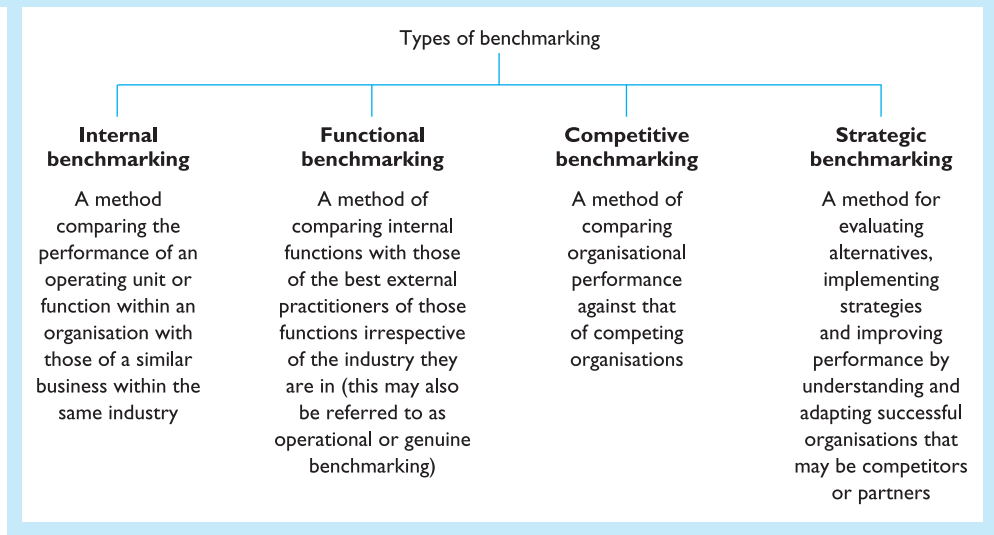 Types of benchmarking
Internal
benchmarking
A method
comparing the
performance of an
operating unit or
function within an
organisation with
those of a similar
business within the
same industry
Functional
benchmarking
A method of
comparing internal
functions with those
of the best external
practitioners of those
functions irrespective
of the industry they
are in (this may also
be referred to as
operational or genuine
benchmarking)
Competitive
benchmarking
A method of
comparing
organisational
performance
against that
of competing
organisations
Strategic
benchmarking
A method for
evaluating
alternatives,
implementing
strategies
and improving
performance by
understanding and
adapting successful
organisations that
may be competitors
or partners